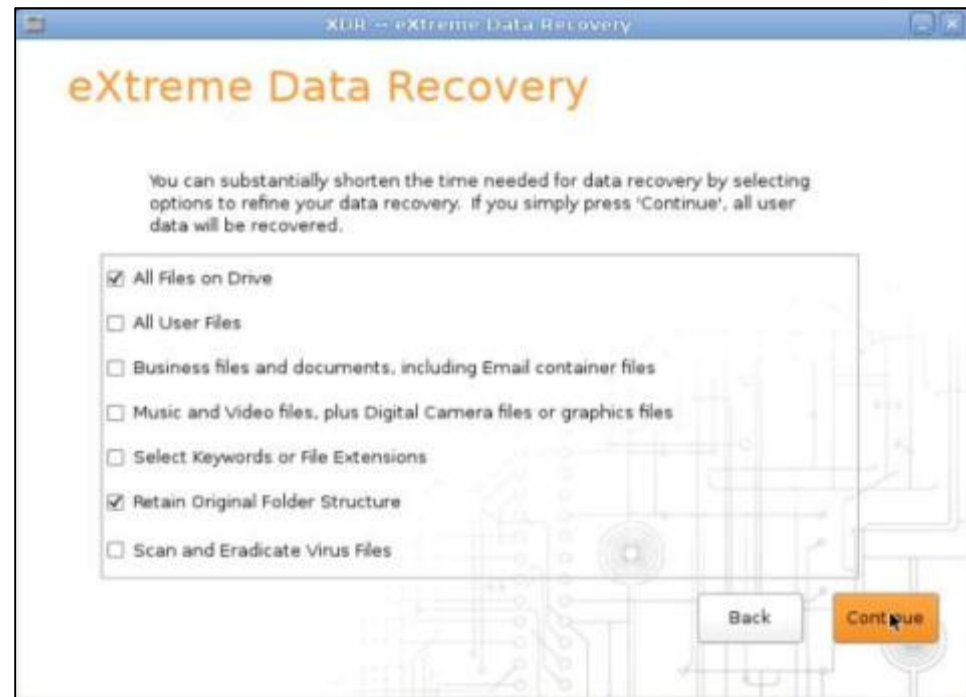 XDR -- eXtreme Data Recovery
eXtreme Data Recovery
You can substantially shorten the time needed for data recovery by selecting
options to refine your data recovery. If you simply press 'Continue', all user
data will be recovered.
All Files on Drive
All User Files
Business files and documents, including Email container files
Music and Video files, plus Digital Camera files or graphics files
Select Keywords or File Extensions
Retain Original Folder Structure
Scan and Eradicate Virus Files
Back
Continue